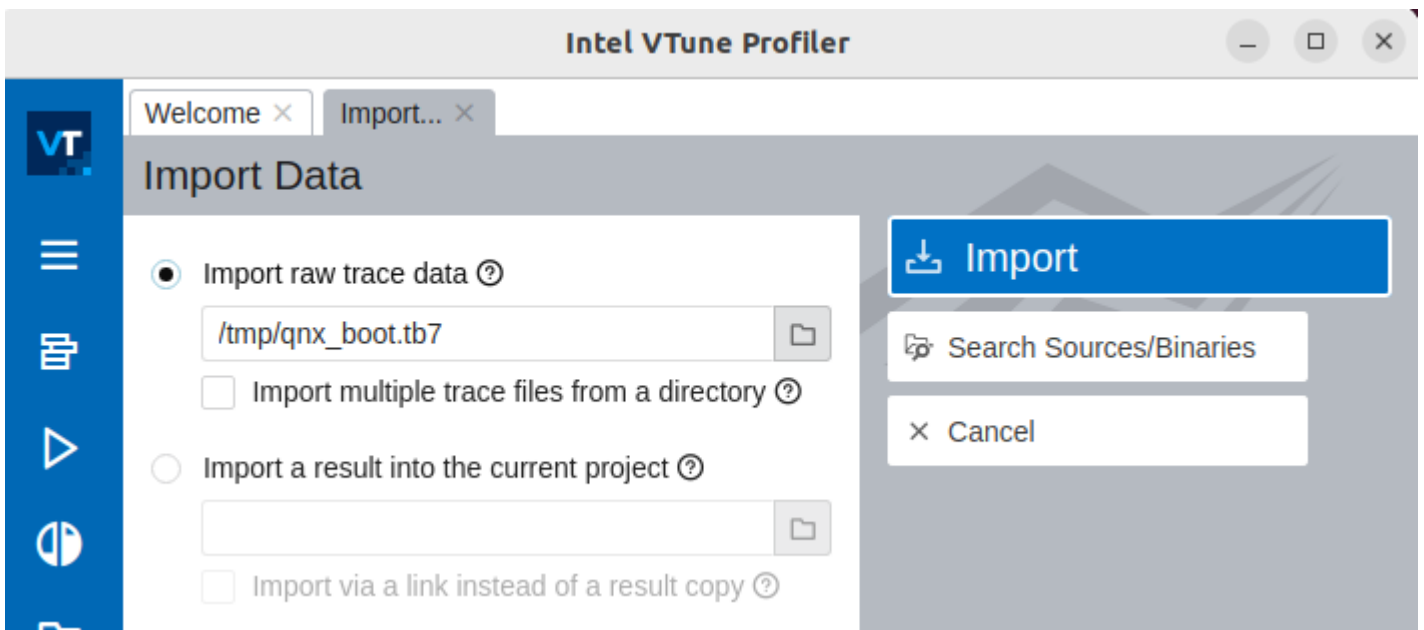 Intel VTune Profiler
Welcome
Import...
VT
Import Data
Import raw trace data
/tmp/qnx_boot.tb7
Import multiple trace files from a directory
Import a result into the current project
Import via a link instead of a result copy
Import
Search Sources/Binaries
Cancel